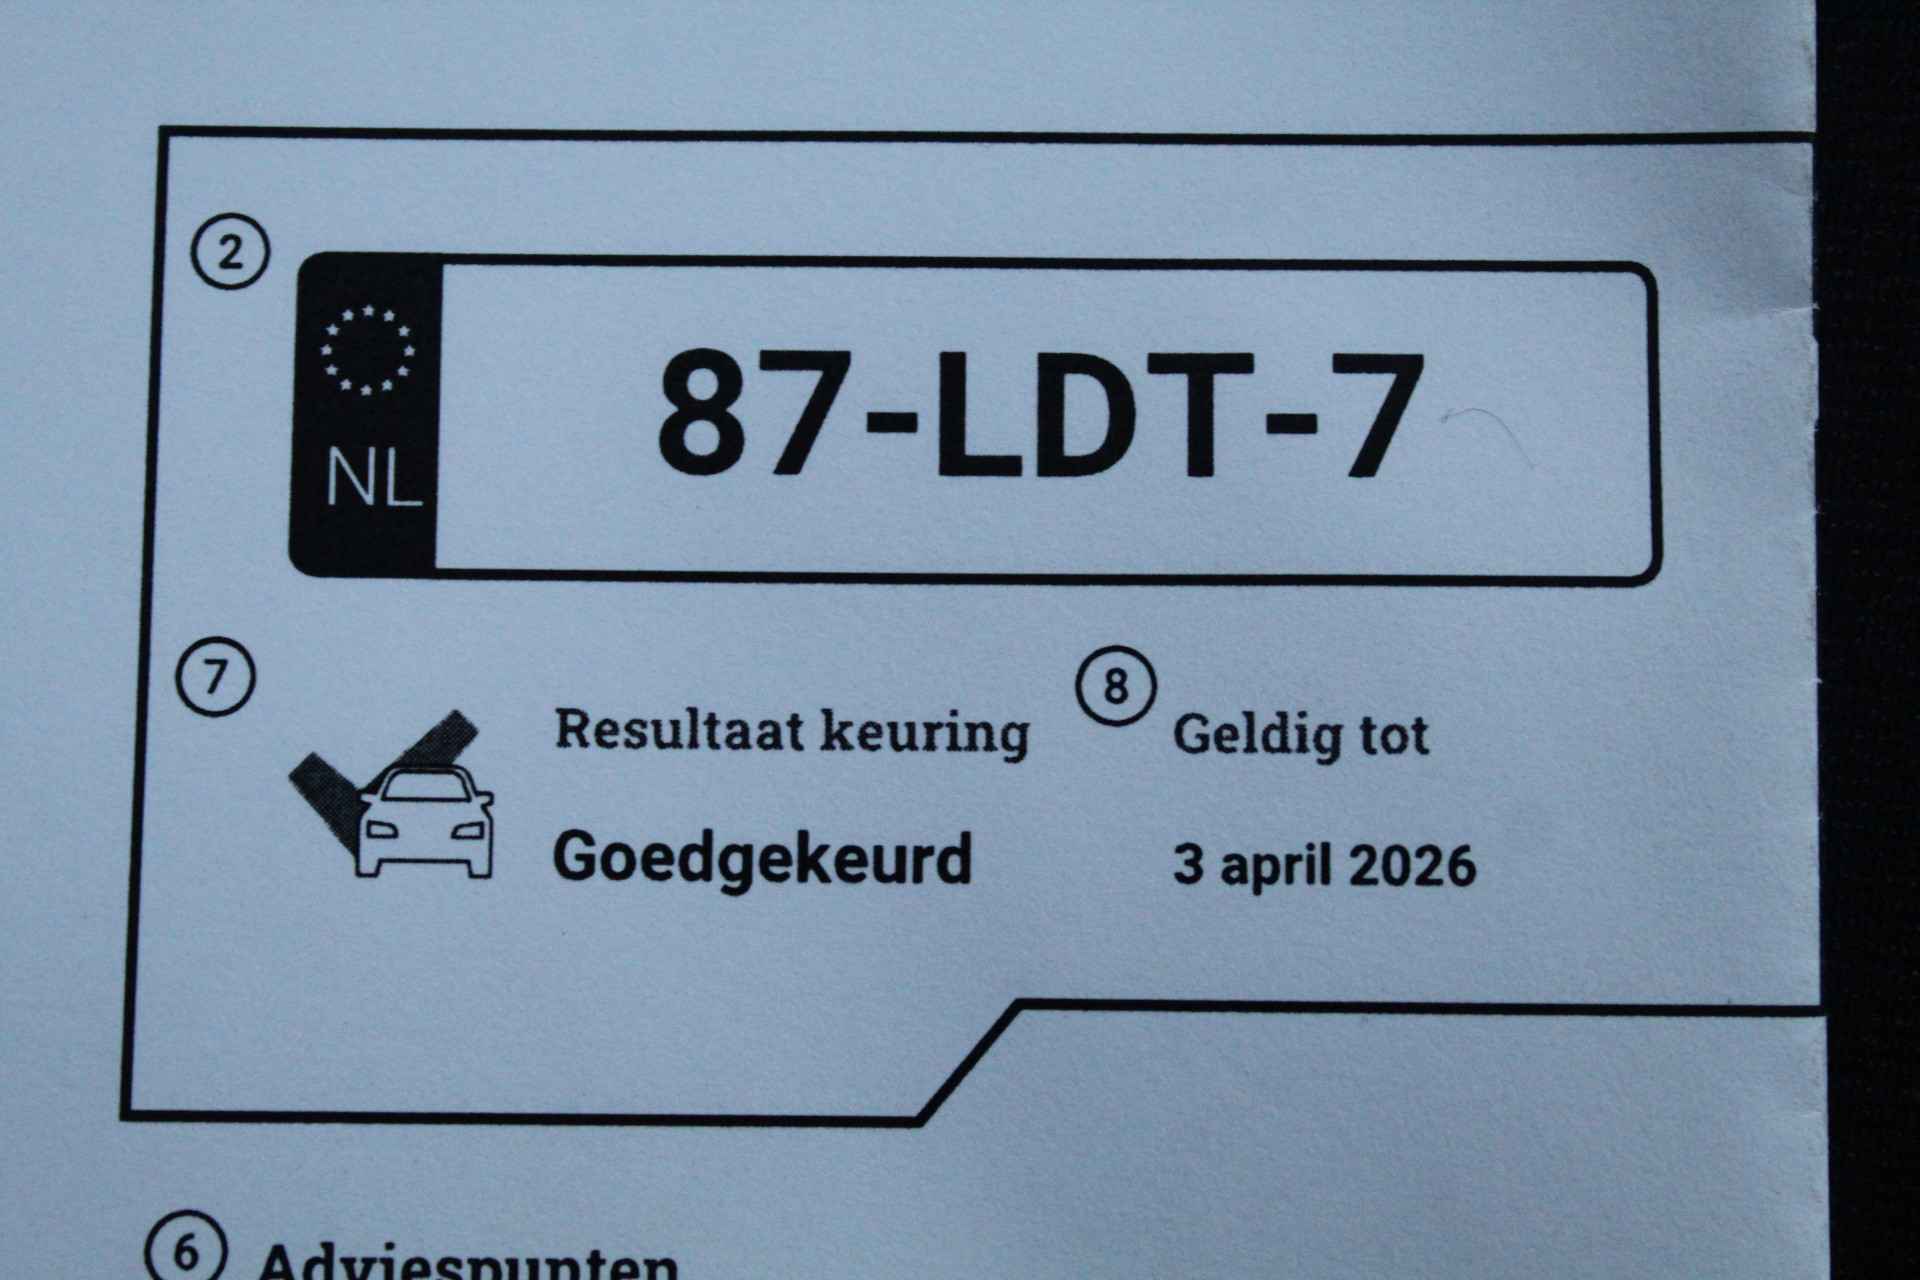 2
87-LDT-7
NL
7
8
Resultaat keuring
Geldig tot
Goedgekeurd
3 april 2026
6
Adviespunten